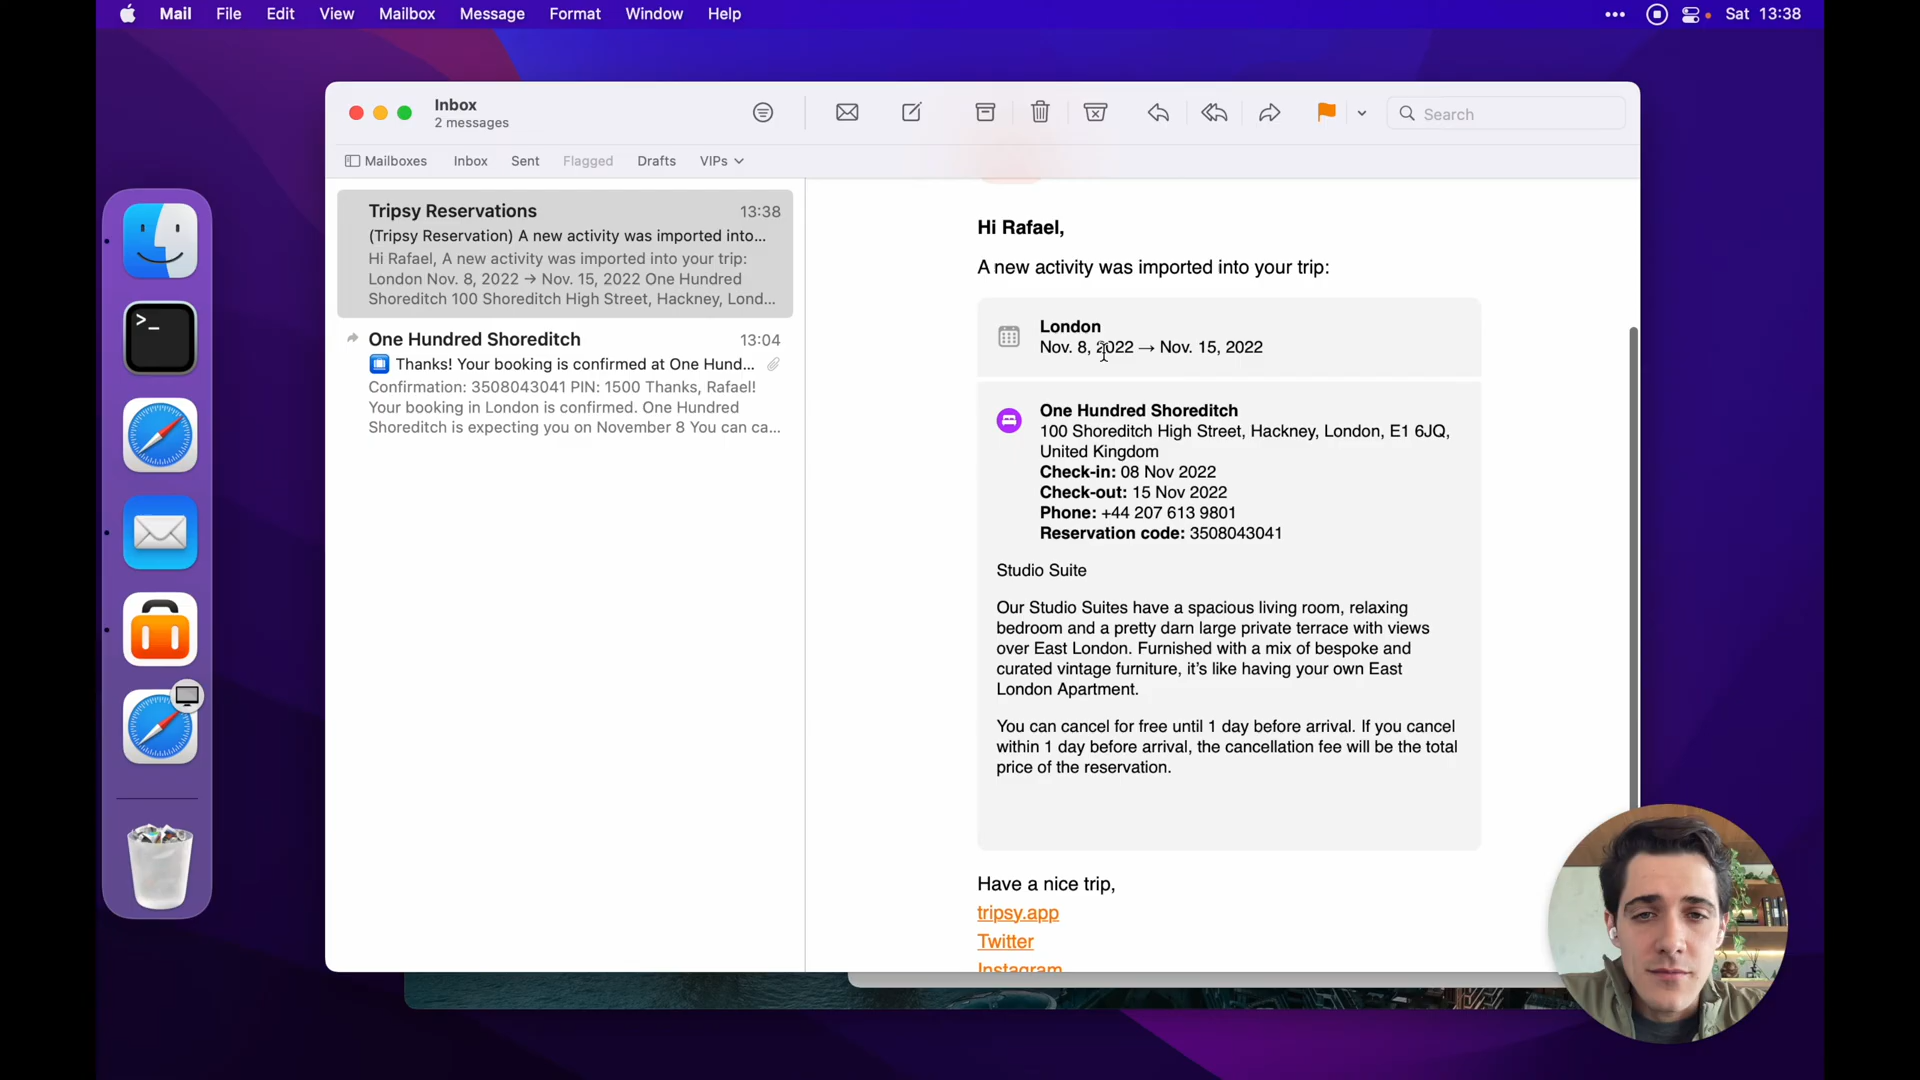 Mail File Edit View Mailbox Message Format Window Help
Sat 13:38
Inbox
2 messages
Search
Mailboxes Inbox Sent Flagged Drafts VIPs
Tripsy Reservations 13:38
(Tripsy Reservation) A new activity was imported into...
Hi Rafael, A new activity was imported into your trip:
London Nov. 8, 2022 → Nov. 15, 2022 One Hundred
Shoreditch 100 Shoreditch High Street, Hackney, Lond...
One Hundred Shoreditch 13:04
Thanks! Your booking is confirmed at One Hund...
Confirmation: 3508043041 PIN: 1500 Thanks, Rafael!
Your booking in London is confirmed. One Hundred
Shoreditch is expecting you on November 8 You can ca...
Hi Rafael,
A new activity was imported into your trip:
London
Nov. 8, 2022 → Nov. 15, 2022
One Hundred Shoreditch
100 Shoreditch High Street, Hackney, London, E1 6JQ,
United Kingdom
Check-in: 08 Nov 2022
Check-out: 15 Nov 2022
Phone: +44 207 613 9801
Reservation code: 3508043041
Studio Suite
Our Studio Suites have a spacious living room, relaxing
bedroom and a pretty darn large private terrace with views
over East London. Furnished with a mix of bespoke and
curated vintage furniture, it's like having your own East
London Apartment.
You can cancel for free until 1 day before arrival. If you cancel
within 1 day before arrival, the cancellation fee will be the total
price of the reservation.
Have a nice trip,
tripsy.app
Twitter
Instagram
>_